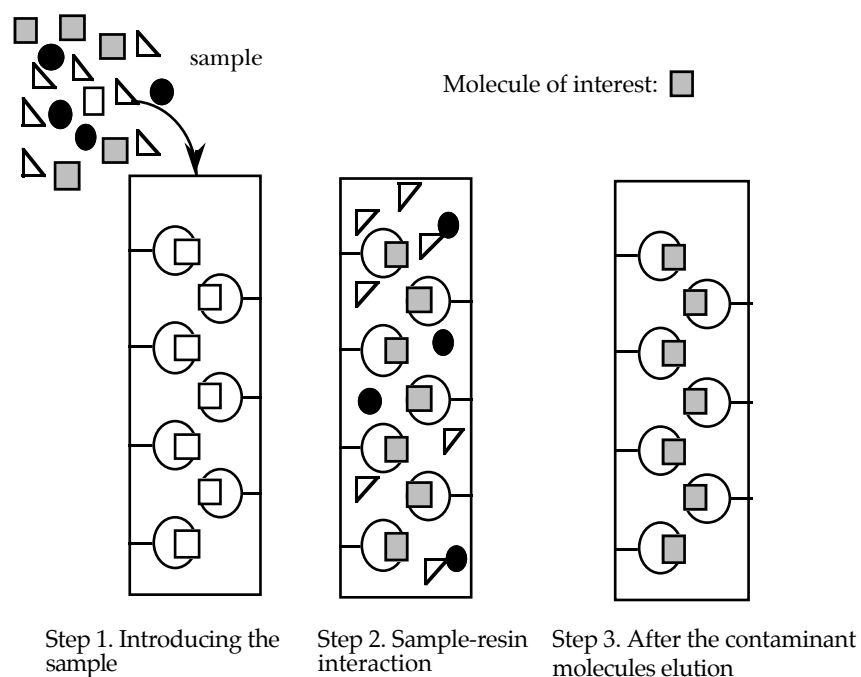 sample
Molecule of interest:
Step 1. Introducing the
sample
Step 2. Sample-resin
interaction
Step 3. After the contaminant
molecules elution